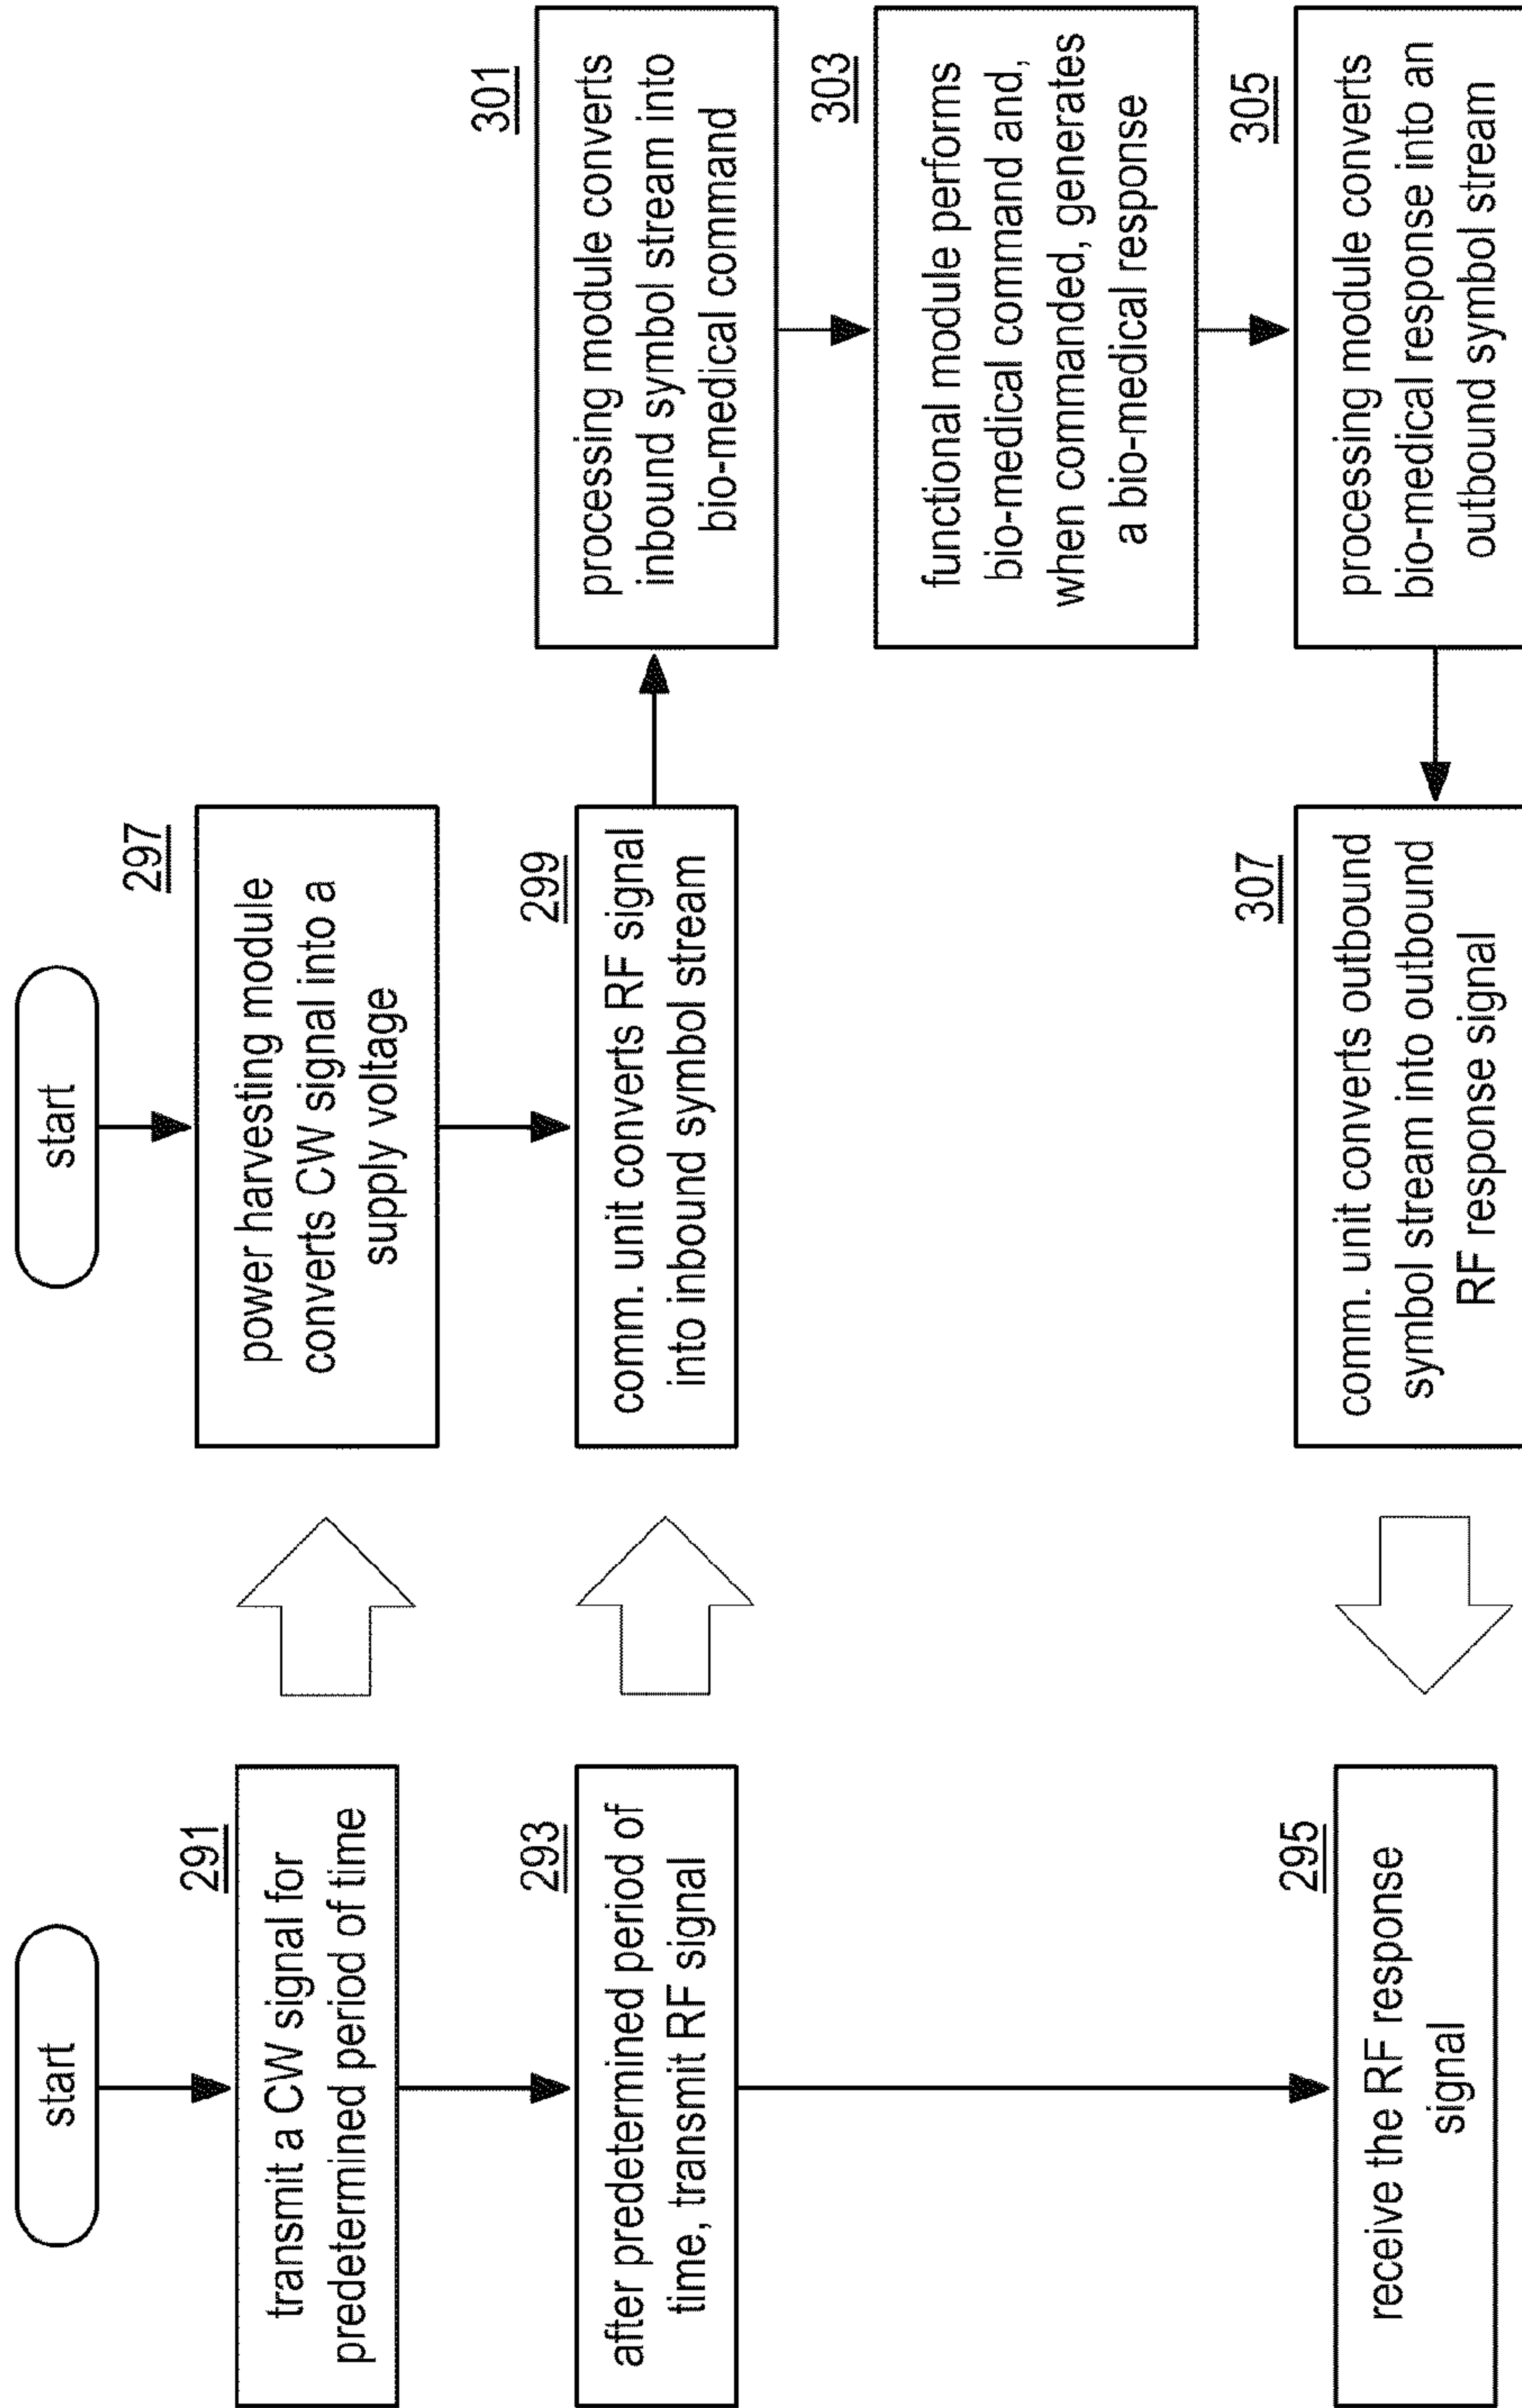 start
291
transmit a CW signal for
predetermined period of time
293
after predetermined period of
time, transmit RF signal
295
receive the RF response
signal
start
297
power harvesting module
converts CW signal into a
supply voltage
299
comm. unit converts RF signal
into inbound symbol stream
301
processing module converts
inbound symbol stream into
bio-medical command
303
functional module performs
bio-medical command and,
when commanded, generates
a bio-medical response
305
processing module converts
bio-medical response into an
outbound symbol stream
307
comm. unit converts outbound
symbol stream into outbound
RF response signal